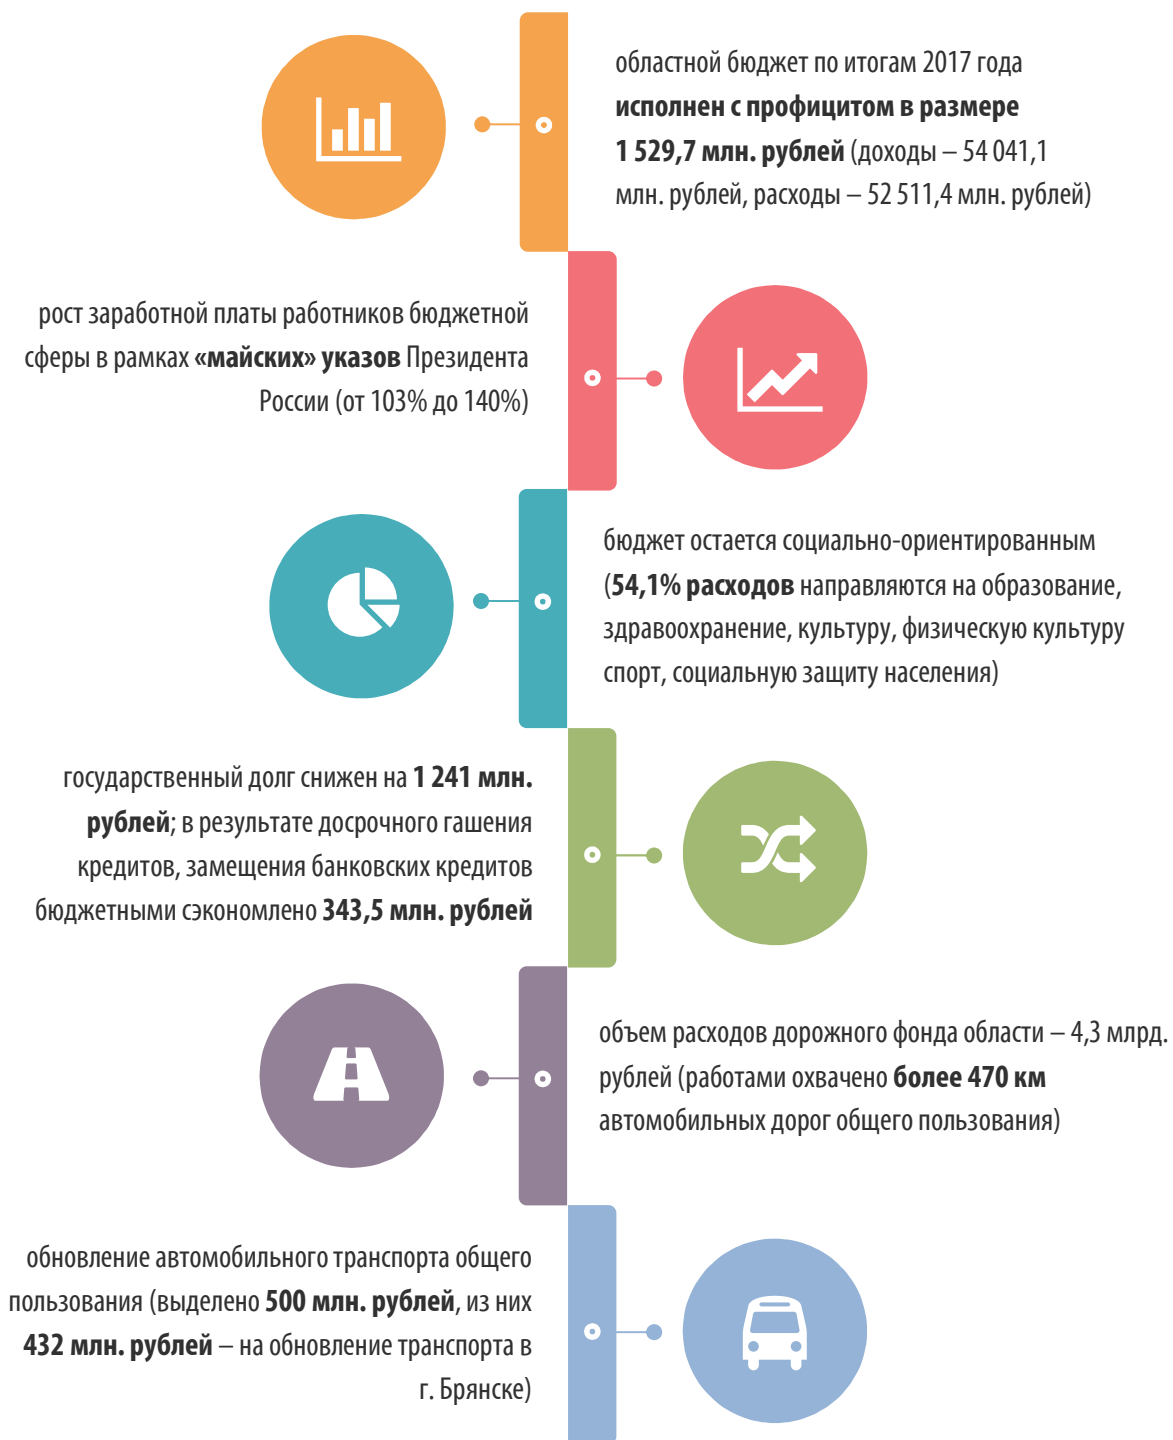 областной бюджет по итогам 2017 года
исполнен с профицитом в размере
1 529,7 млн. рублей (доходы – 54 041,1
млн. рублей, расходы – 52 511,4 млн. рублей)
рост заработной платы работников бюджетной
сферы в рамках «майских» указов Президента
России (от 103% до 140%)
бюджет остается социально-ориентированным
(54,1% расходов направляются на образование,
здравоохранение, культуру, физическую культуру
спорт, социальную защиту населения)
государственный долг снижен на 1 241 млн.
рублей; в результате досрочного гашения
кредитов, замещения банковских кредитов
бюджетными сэкономлено 343,5 млн. рублей
объем расходов дорожного фонда области – 4,3 млрд.
рублей (работами охвачено более 470 км
автомобильных дорог общего пользования)
обновление автомобильного транспорта общего
пользования (выделено 500 млн. рублей, из них
432 млн. рублей – на обновление транспорта в
г. Брянске)